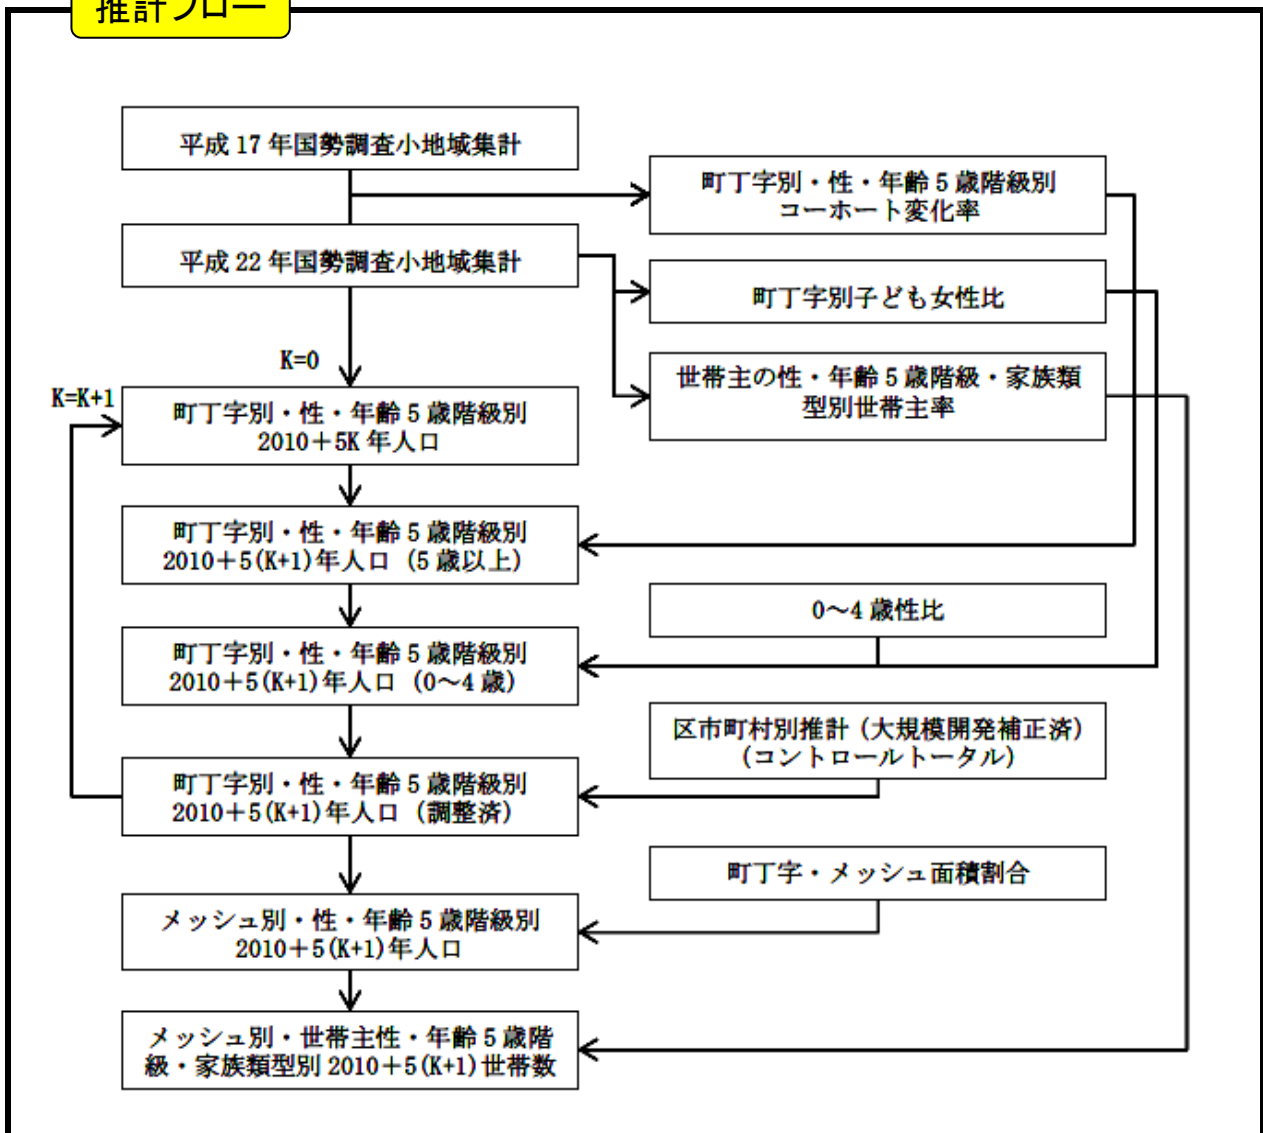 推計フロー
平成 17 年国勢調査小地域集計
町丁字別・性・年齢 5 歳階級別
コーホート変化率
平成 22 年国勢調査小地域集計
町丁字別子ども女性比
K=0
世帯主の性・年齢 5 歳階級・家族類
型別世帯主率
K=K+1
町丁字別・性・年齢 5 歳階級別
2010＋5K 年人口
町丁字別・性・年齢 5 歳階級別
2010＋5(K+1)年人口（5 歳以上）
0～4 歳性比
町丁字別・性・年齢 5 歳階級別
2010＋5(K+1)年人口（0～4 歳）
区市町村別推計（大規模開発補正済）
（コントロールトータル）
町丁字別・性・年齢 5 歳階級別
2010＋5(K+1)年人口（調整済）
町丁字・メッシュ面積割合
メッシュ別・性・年齢 5 歳階級別
2010＋5(K+1)年人口
メッシュ別・世帯主性・年齢 5 歳階
級・家族類型別 2010＋5(K+1)世帯数